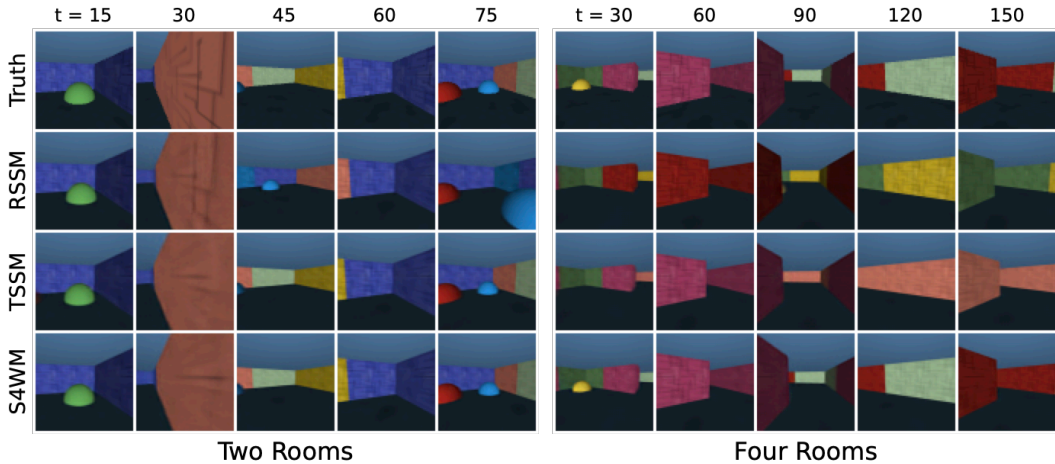 t = 15 30 45 60 75 t = 30 60 90 120 150
Truth
RSSM
TSSM
S4WM
Two Rooms Four Rooms